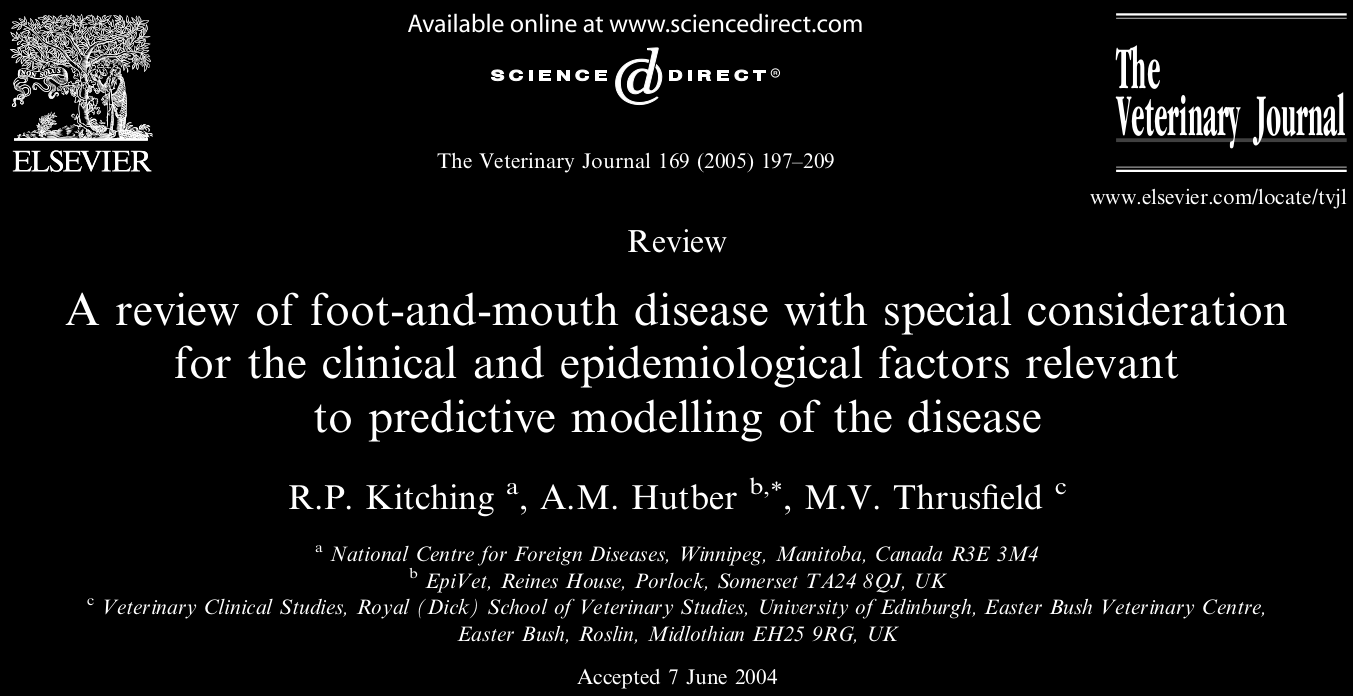 Available online at www.sciencedirect.com
SCIENCE @ DIRECT®
The Veterinary Journal
ELSEVIER
The Veterinary Journal 169 (2005) 197–209
www.elsevier.com/locate/tvjl
Review
A review of foot-and-mouth disease with special consideration
for the clinical and epidemiological factors relevant
to predictive modelling of the disease
R.P. Kitching a, A.M. Hutber b,*, M.V. Thrusfield c
a National Centre for Foreign Diseases, Winnipeg, Manitoba, Canada R3E 3M4
b EpiVet, Reines House, Porlock, Somerset TA24 8QJ, UK
c Veterinary Clinical Studies, Royal (Dick) School of Veterinary Studies, University of Edinburgh, Easter Bush Veterinary Centre,
Easter Bush, Roslin, Midlothian EH25 9RG, UK
Accepted 7 June 2004